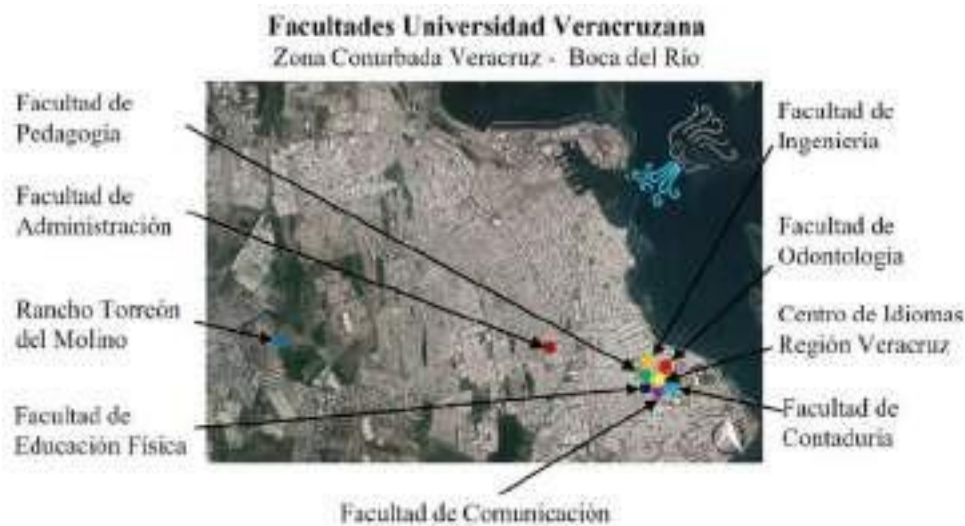 Facultades Universidad Veracruzana
Zona Conurbada Veracruz - Boca del Río
Facultad de
Pedagogía
Facultad de
Administración
Rancho Torreón
del Molino
Facultad de
Educación Física
Facultad de
Ingeniería
Facultad de
Odontología
Centro de Idiomas
Región Veracruz
Facultad de
Contaduría
Facultad de Comunicación